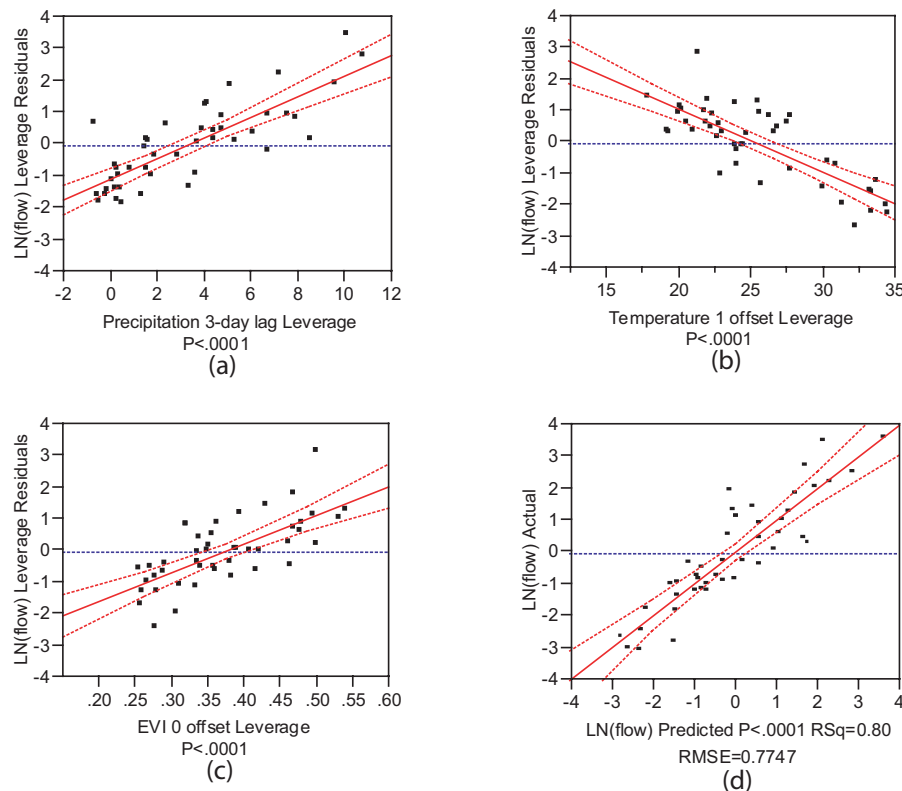 LN(flow) Leverage Residuals
4
3
2
1
0
-1
-2
-3
-4
-2 0 2 4 6 8 10 12
Precipitation 3-day lag Leverage
P<.0001
(a)
LN(flow) Leverage Residuals
4
3
2
1
0
-1
-2
-3
-4
15 20 25 30 35
Temperature 1 offset Leverage
P<.0001
(b)
LN(flow) Leverage Residuals
4
3
2
1
0
-1
-2
-3
-4
.20 .25 .30 .35 .40 .45 .50 .55 .60
EVI 0 offset Leverage
P<.0001
(c)
LN(flow) Actual
4
3
2
1
0
-1
-2
-3
-4
-4 -3 -2 -1 0 1 2 3 4
LN(flow) Predicted P<.0001 RSq=0.80
RMSE=0.7747
(d)